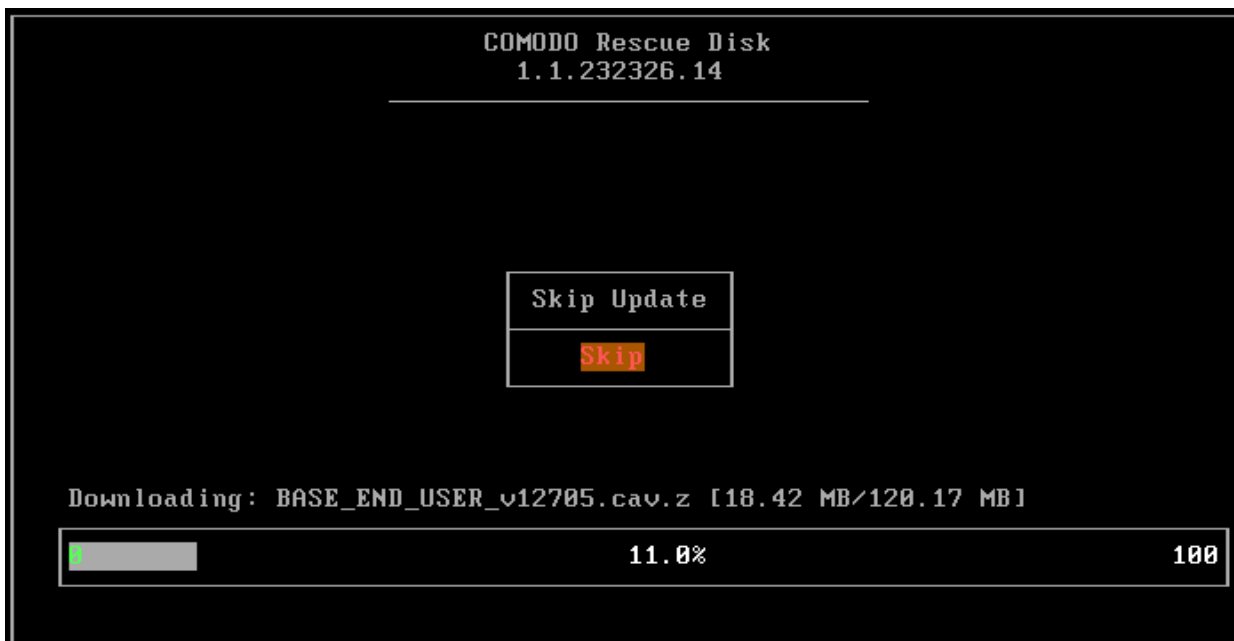 COMODO Rescue Disk
1.1.232326.14
Skip Update
Skip
Downloading: BASE_END_USER_v12705.cav.z [18.42 MB/120.17 MB]
0 11.0% 100